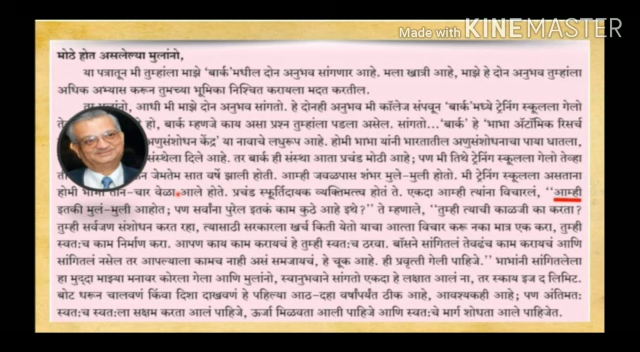 Made with KINEMASTER
मोठे होत असलेल्या मुलांनो,
या पत्रातून मी तुम्हांला माझे 'बार्क'मधील दोन अनुभव सांगणार आहे. मला खात्री आहे, माझे हे दोन अनुभव तुम्हांला
अधिक अभ्यास करून तुमच्या भूमिका निश्चित करायला मदत करतील.
मुलांनो, आधी मी माझे दोन अनुभव सांगतो. हे दोनही अनुभव मी कॉलेज संपवून 'बार्क'मध्ये ट्रेनिंग स्कूलला गेलो
हो, बार्क म्हणजे काय असा प्रश्न तुम्हांला पडला असेल. सांगतो...'बार्क' हे 'भाभा ॲटॉमिक रिसर्च
अणुसंशोधन केंद्र' या नावाचे लघुरूप आहे. होमी भाभा यांनी भारतातील अणुसंशोधनाचा पाया घातला,
संस्थेला दिले आहे. तर बार्क ही संस्था आता प्रचंड मोठी आहे; पण मी तिथे ट्रेनिंग स्कूलला गेलो तेव्हा
जेमतेम सात वर्षे झाली होती. आम्ही जवळपास शंभर मुले-मुली होतो. मी ट्रेनिंग स्कूलला असताना
होमी भाभा तीन-चार वेळा आले होते. प्रचंड स्फूर्तिदायक व्यक्तिमत्त्व होतं ते. एकदा आम्ही त्यांना विचारलं, ''आम्ही
इतकी मुलं-मुली आहोत; पण सर्वांना पुरेल इतकं काम कुठे आहे इथे?'' ते म्हणाले, ''तुम्ही त्याची काळजी का करता?
तुम्ही सर्वजण संशोधन करत रहा, त्यासाठी सरकारला खर्च किती येतो याचा आत्ता विचार करू नका मात्र एक करा, तुम्ही
स्वतःच काम निर्माण करा. आपण काय काम करायचं हे तुम्ही स्वतःच ठरवा. बॉसने सांगितलं तेवढंच काम करायचं आणि
सांगितलं नसेल तर आपल्याला कामच नाही असं समजायचं, हे चूक आहे. ही प्रवृत्ती गेली पाहिजे.'' भाभांनी सांगितलेला
हा मुद्दा माझ्या मनावर कोरला गेला आणि मुलांनो, स्वानुभवाने सांगतो एकदा हे लक्षात आलं ना, तर स्काय इज द लिमिट.
बोट धरून चालवणं किंवा दिशा दाखवणं हे पहिल्या आठ-दहा वर्षांपर्यंत ठीक आहे, आवश्यकही आहे; पण अंतिमतः
स्वतःच स्वतःला सक्षम करता आलं पाहिजे, ऊर्जा मिळवता आली पाहिजे आणि स्वतःचे मार्ग शोधता आले पाहिजेत.